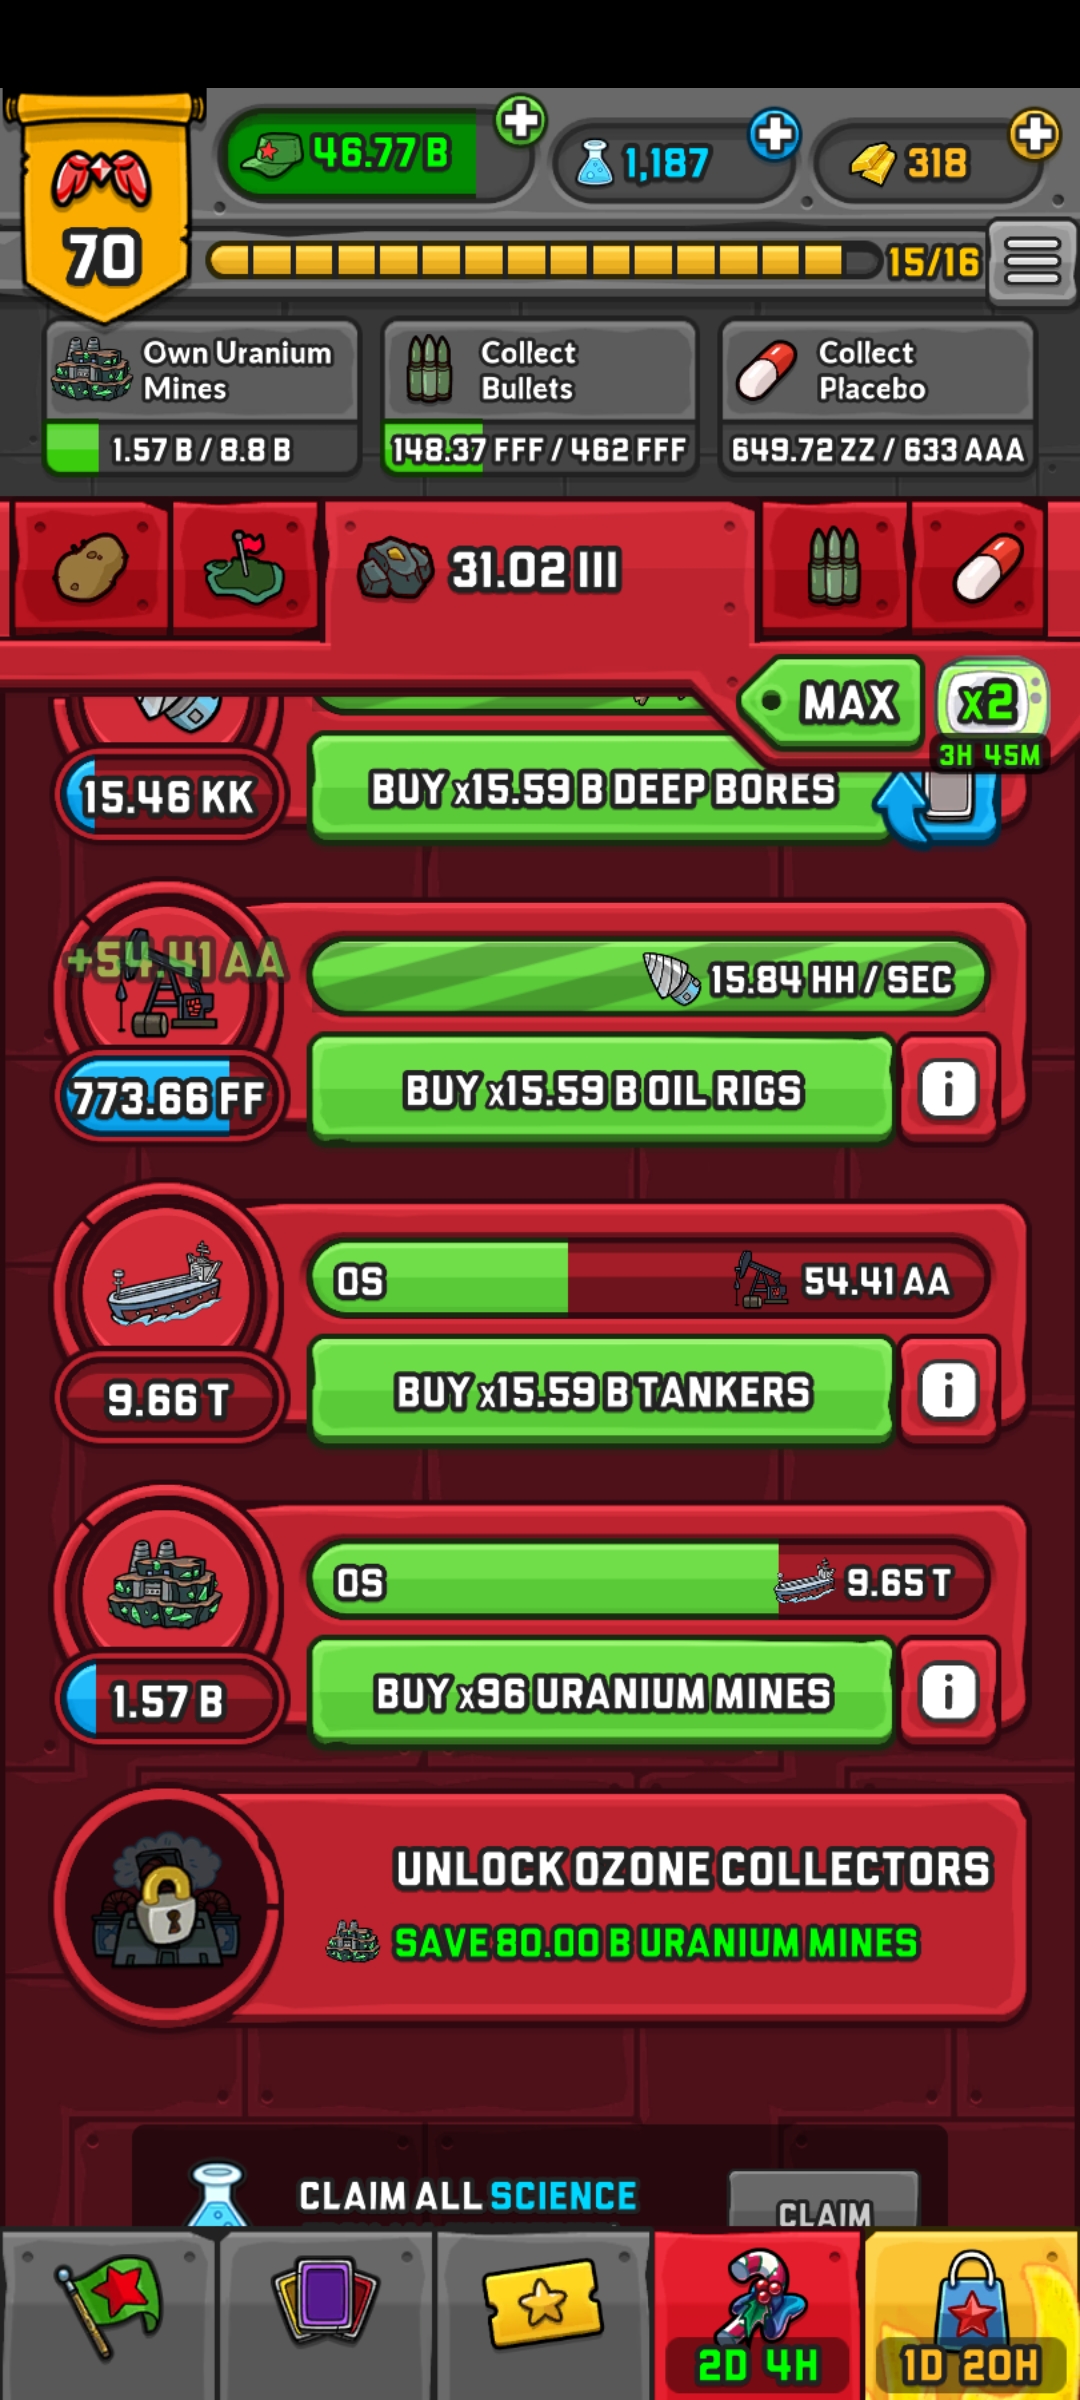 46.77 B
1,187
318
70
15/16
Own Uranium
Mines
1.57 B / 8.8 B
Collect
Bullets
148.37 FFF / 462 FFF
Collect
Placebo
649.72 ZZ / 633 AAA
31.02 III
MAX
x2
3H 45M
15.46 KK
BUY x15.59 B DEEP BORES
+54.41 AA
15.84 HH / SEC
773.66 FF
BUY x15.59 B OIL RIGS
i
0S
54.41 AA
9.66 T
BUY x15.59 B TANKERS
i
0S
9.65 T
1.57 B
BUY x96 URANIUM MINES
i
UNLOCK OZONE COLLECTORS
SAVE 80.00 B URANIUM MINES
CLAIM ALL SCIENCE
CLAIM
2D 4H
1D 20H